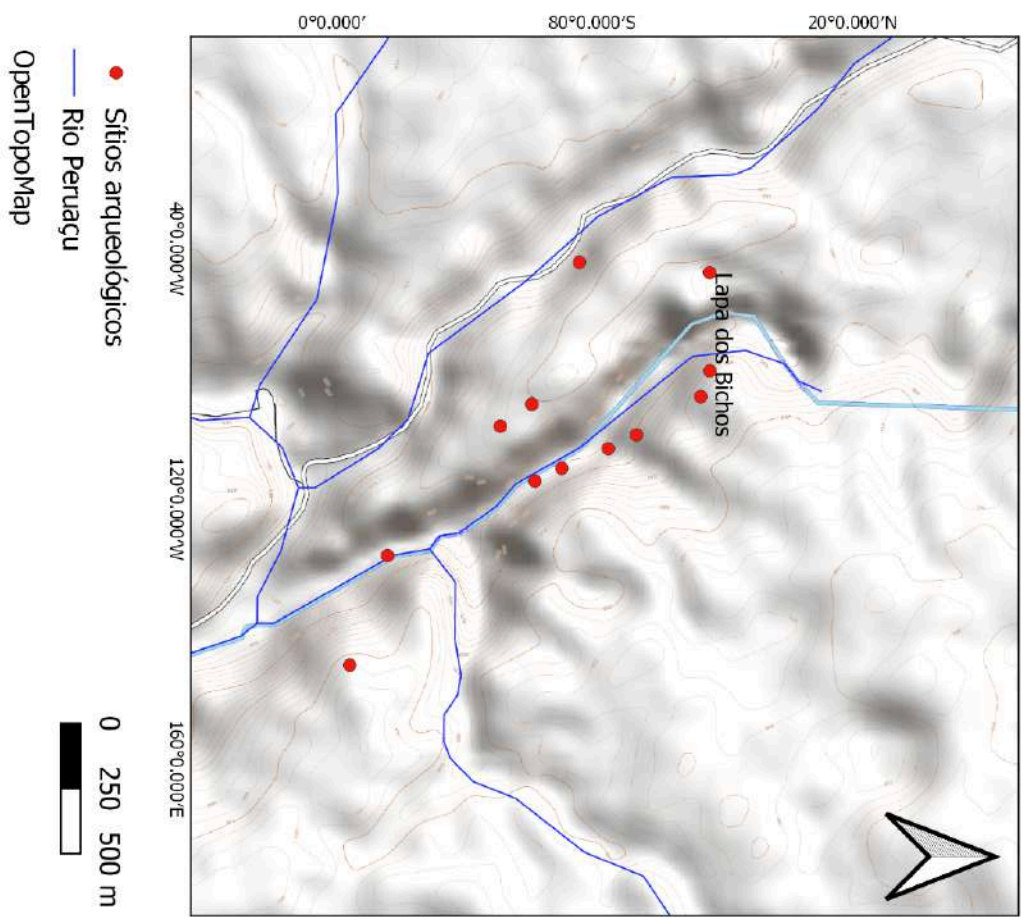 0°0.000′
80°0.000′S
20°0.000′N
40°0.000′W
120°0.000′W
160°0.000′E
Lapa dos Bichos
Sítios arqueológicos
Rio Peruaçu
OpenTopoMap
0 250 500 m